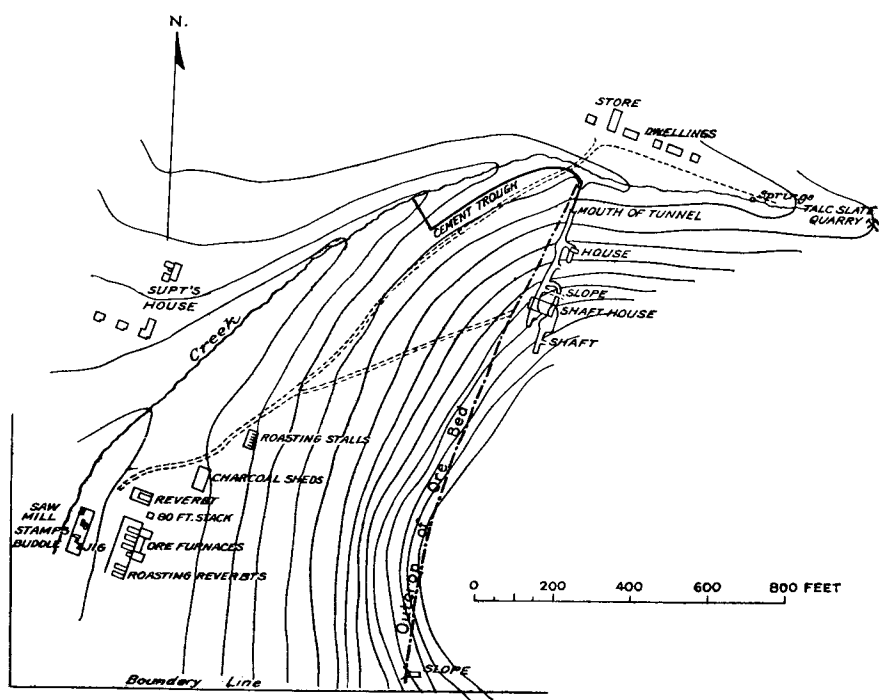 N.
STORE
DWELLINGS
Springs
TALC SLATE
QUARRY
CEMENT TROUGH
MOUTH OF TUNNEL
HOUSE
SUPT'S
HOUSE
SLOPE
SHAFT HOUSE
SHAFT
Creek
ROASTING STALLS
CHARCOAL SHEDS
REVERBT
80 FT. STACK
SAW
MILL
STAMPS
BUDDLE
JIG
ORE FURNACES
ROASTING REVERBTS
Outcrop of Ore Bed
0 200 400 600 800 FEET
SLOPE
Boundary Line